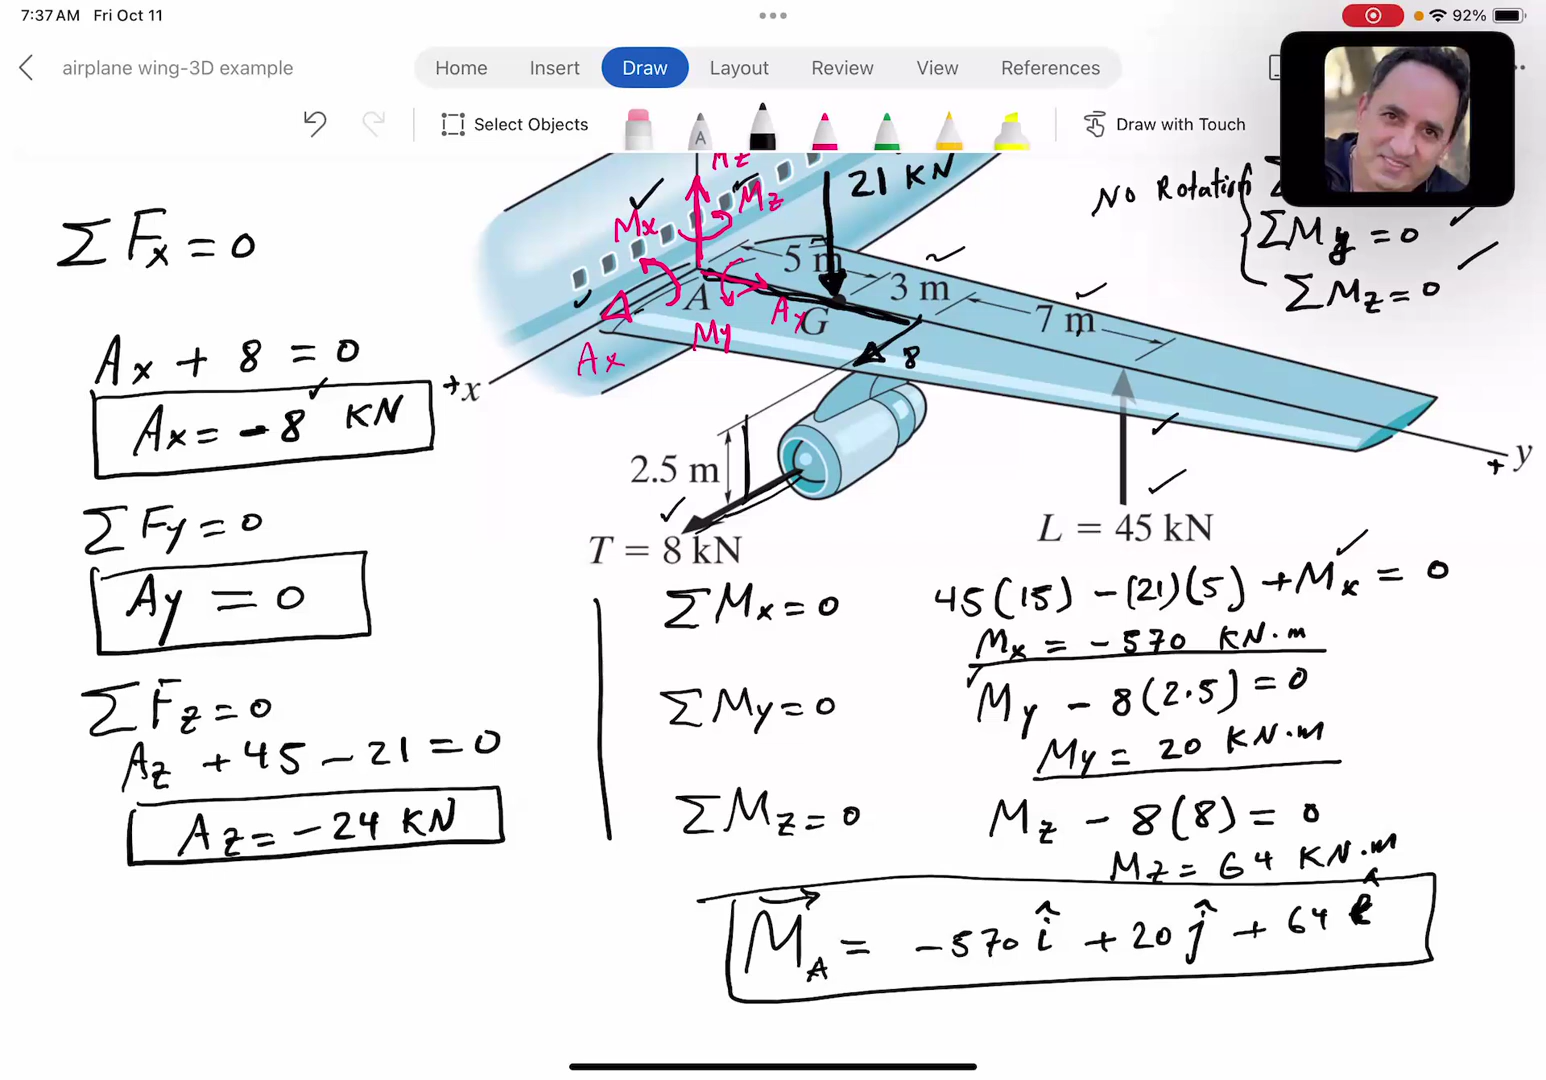 7:37 AM Fri Oct 11
92%
airplane wing-3D example
Home Insert Draw Layout Review View References
Select Objects
A
Draw with Touch
Az
21 KN
Mx
Mz
No Rotation
ΣMy = 0
ΣMz = 0
5 m
3 m
7 m
A
G
Ay
My
Ax
8
+x
+ y
2.5 m
T = 8 kN
L = 45 kN
ΣFx = 0
Ax + 8 = 0
Ax = -8 KN
ΣFy = 0
Ay = 0
ΣFz = 0
Az + 45 - 21 = 0
Az = -24 KN
ΣMx = 0 45(15) - (21)(5) + Mx = 0
Mx = - 570 KN.m
ΣMy = 0 My - 8(2.5) = 0
My = 20 KN.m
ΣMz = 0 Mz - 8(8) = 0
Mz = 64 KN.m
M⃗A = -570 î + 20 ĵ + 64 k̂